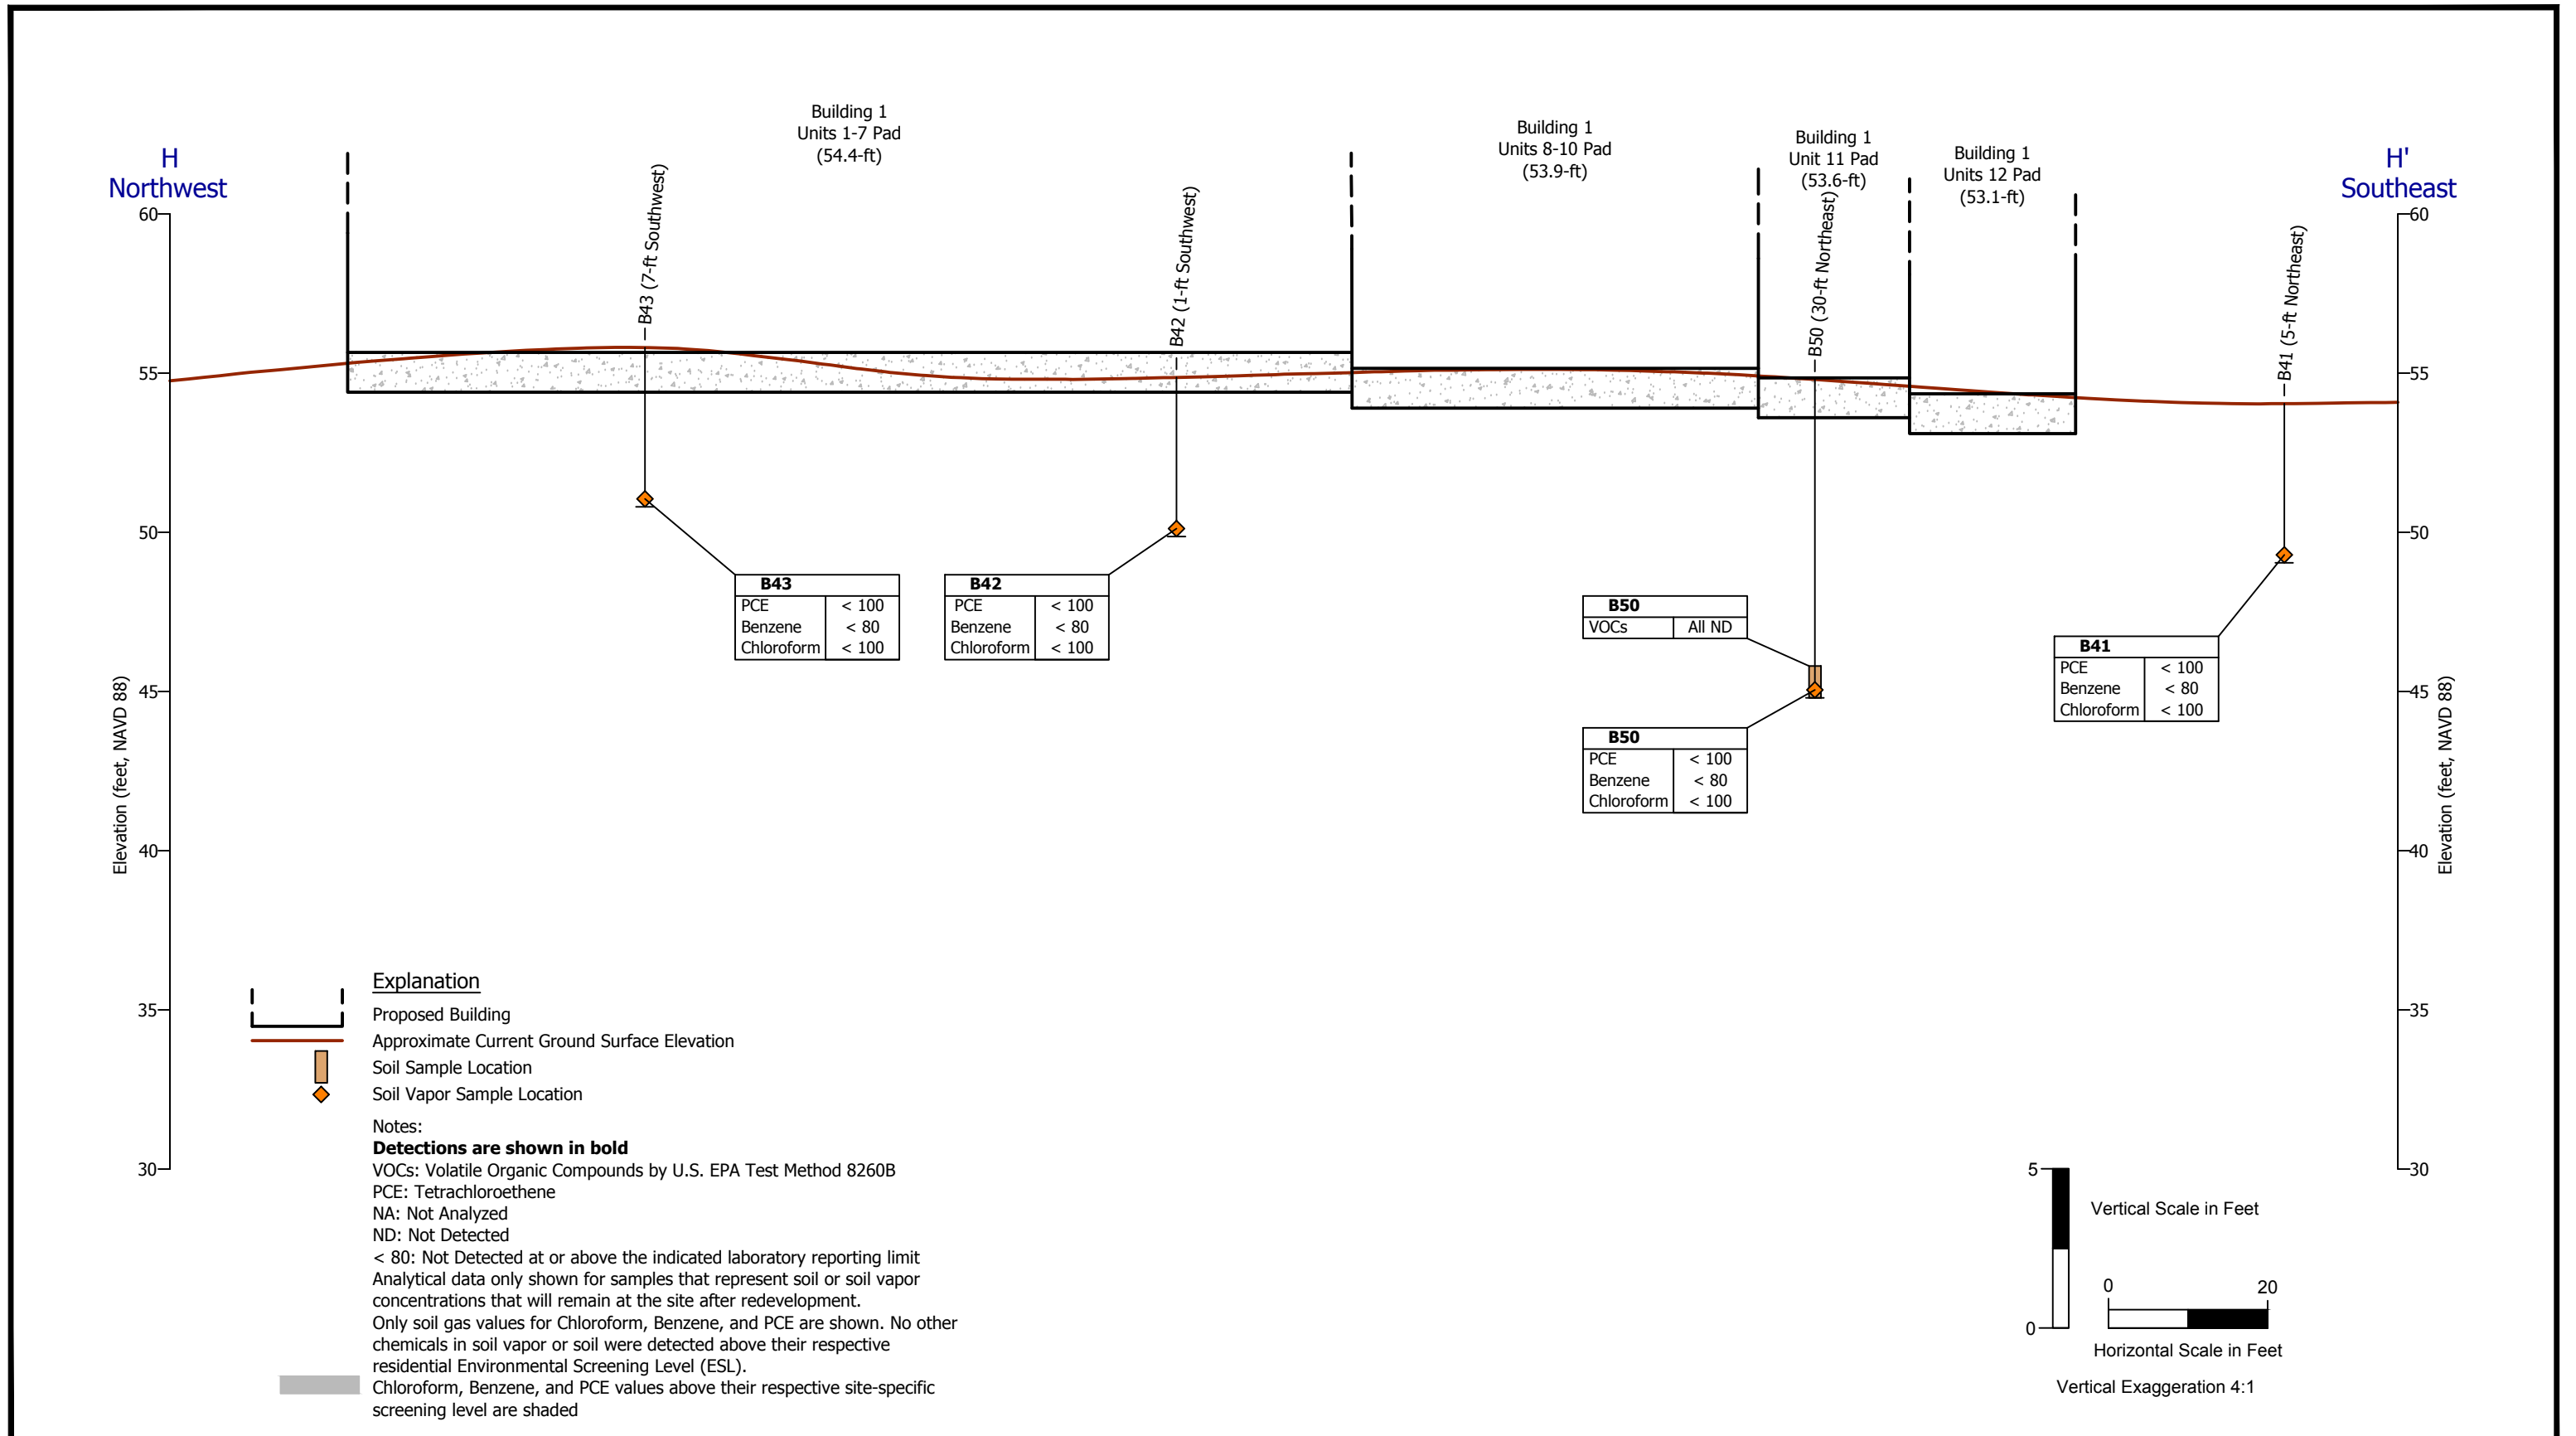 Building 1
Units 1-7 Pad
(54.4-ft)
Building 1
Units 8-10 Pad
(53.9-ft)
Building 1
Unit 11 Pad
(53.6-ft)
Building 1
Units 12 Pad
(53.1-ft)
H
Northwest
H'
Southeast
B43 (7-ft Southwest)
B42 (1-ft Southwest)
B50 (30-ft Northeast)
B41 (5-ft Northeast)
60
55
50
45
40
35
30
Elevation (feet, NAVD 88)
60
55
50
45
40
35
30
Elevation (feet, NAVD 88)
B43
PCE < 100
Benzene < 80
Chloroform < 100
B42
PCE < 100
Benzene < 80
Chloroform < 100
B50
VOCs All ND
B50
PCE < 100
Benzene < 80
Chloroform < 100
B41
PCE < 100
Benzene < 80
Chloroform < 100
Explanation
Proposed Building
Approximate Current Ground Surface Elevation
Soil Sample Location
Soil Vapor Sample Location
Notes:
Detections are shown in bold
VOCs: Volatile Organic Compounds by U.S. EPA Test Method 8260B
PCE: Tetrachloroethene
NA: Not Analyzed
ND: Not Detected
< 80: Not Detected at or above the indicated laboratory reporting limit
Analytical data only shown for samples that represent soil or soil vapor
concentrations that will remain at the site after redevelopment.
Only soil gas values for Chloroform, Benzene, and PCE are shown. No other
chemicals in soil vapor or soil were detected above their respective
residential Environmental Screening Level (ESL).
Chloroform, Benzene, and PCE values above their respective site-specific
screening level are shaded
5
0
Vertical Scale in Feet
0 20
Horizontal Scale in Feet
Vertical Exaggeration 4:1